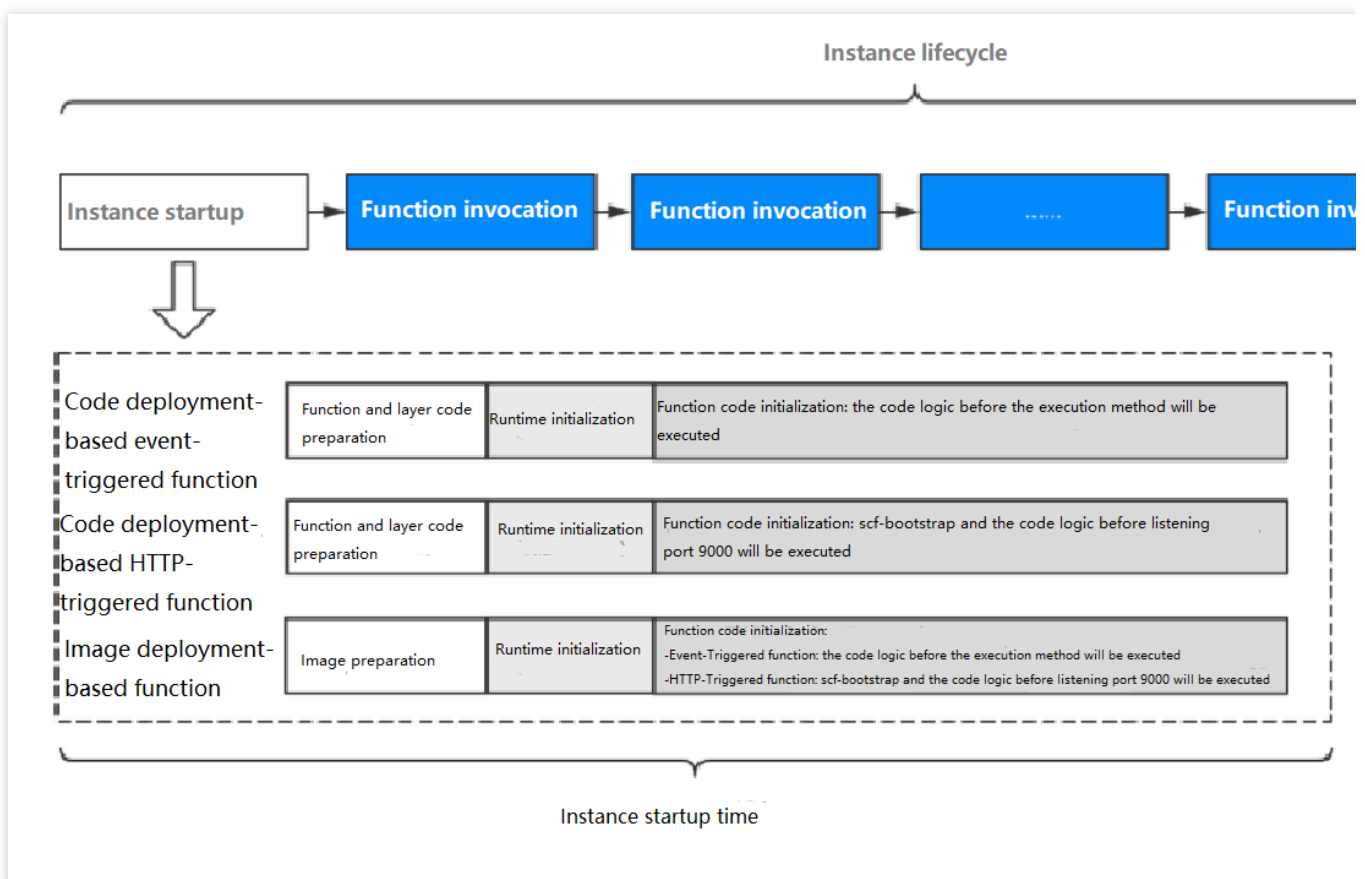 Instance lifecycle
Instance startup
Function invocation
Function invocation
......
Function inv
Code deployment-
based event-
triggered function
Function and layer code
preparation
Runtime initialization
Function code initialization: the code logic before the execution method will be
executed
Code deployment-
based HTTP-
triggered function
Function and layer code
preparation
Runtime initialization
Function code initialization: scf-bootstrap and the code logic before listening
port 9000 will be executed
Image deployment-
based function
Image preparation
Runtime initialization
Function code initialization:
-Event-Triggered function: the code logic before the execution method will be executed
-HTTP-Triggered function: scf-bootstrap and the code logic before listening port 9000 will be executed
Instance startup time